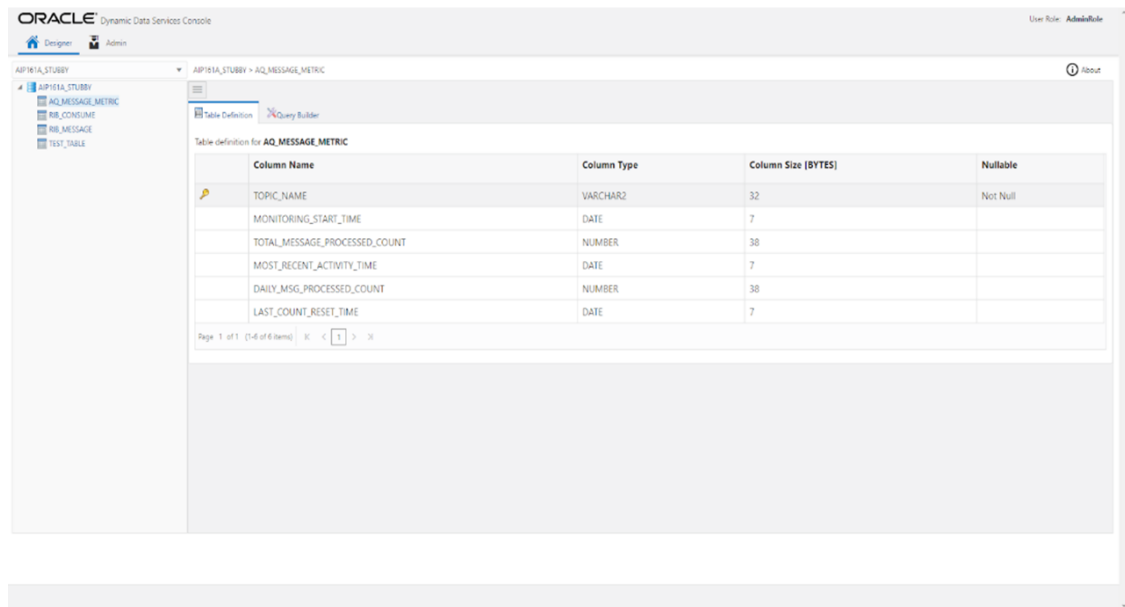 ORACLE® Dynamic Data Services Console
User Role: AdminRole
Designer Admin
AIP161A_STUBBY
AIP161A_STUBBY > AQ_MESSAGE_METRIC
About
AIP161A_STUBBY
AQ_MESSAGE_METRIC
RIB_CONSUME
RIB_MESSAGE
TEST_TABLE
Table Definition Query Builder
Table definition for AQ_MESSAGE_METRIC
Column Name Column Type Column Size [BYTES] Nullable
TOPIC_NAME VARCHAR2 32 Not Null
MONITORING_START_TIME DATE 7
TOTAL_MESSAGE_PROCESSED_COUNT NUMBER 38
MOST_RECENT_ACTIVITY_TIME DATE 7
DAILY_MSG_PROCESSED_COUNT NUMBER 38
LAST_COUNT_RESET_TIME DATE 7
Page 1 of 1 (1-6 of 6 items) 1